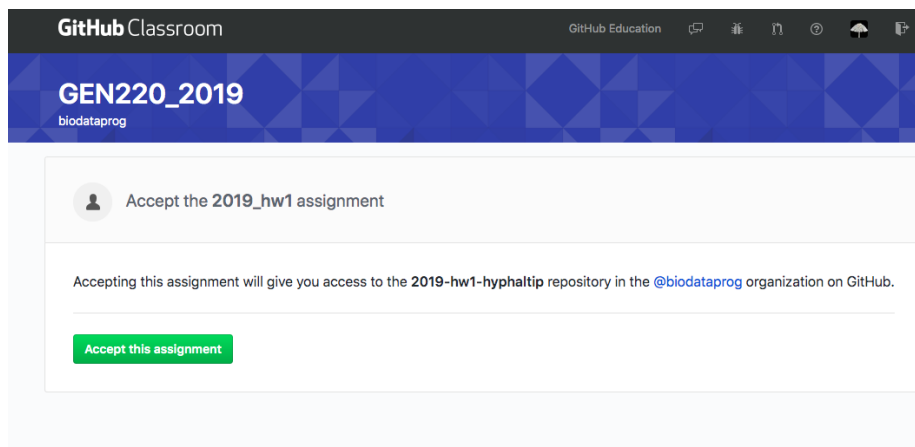 GitHub Classroom
GitHub Education
GEN220_2019
biodataprog
Accept the 2019_hw1 assignment
Accepting this assignment will give you access to the 2019-hw1-hyphaltip repository in the @biodataprog organization on GitHub.
Accept this assignment